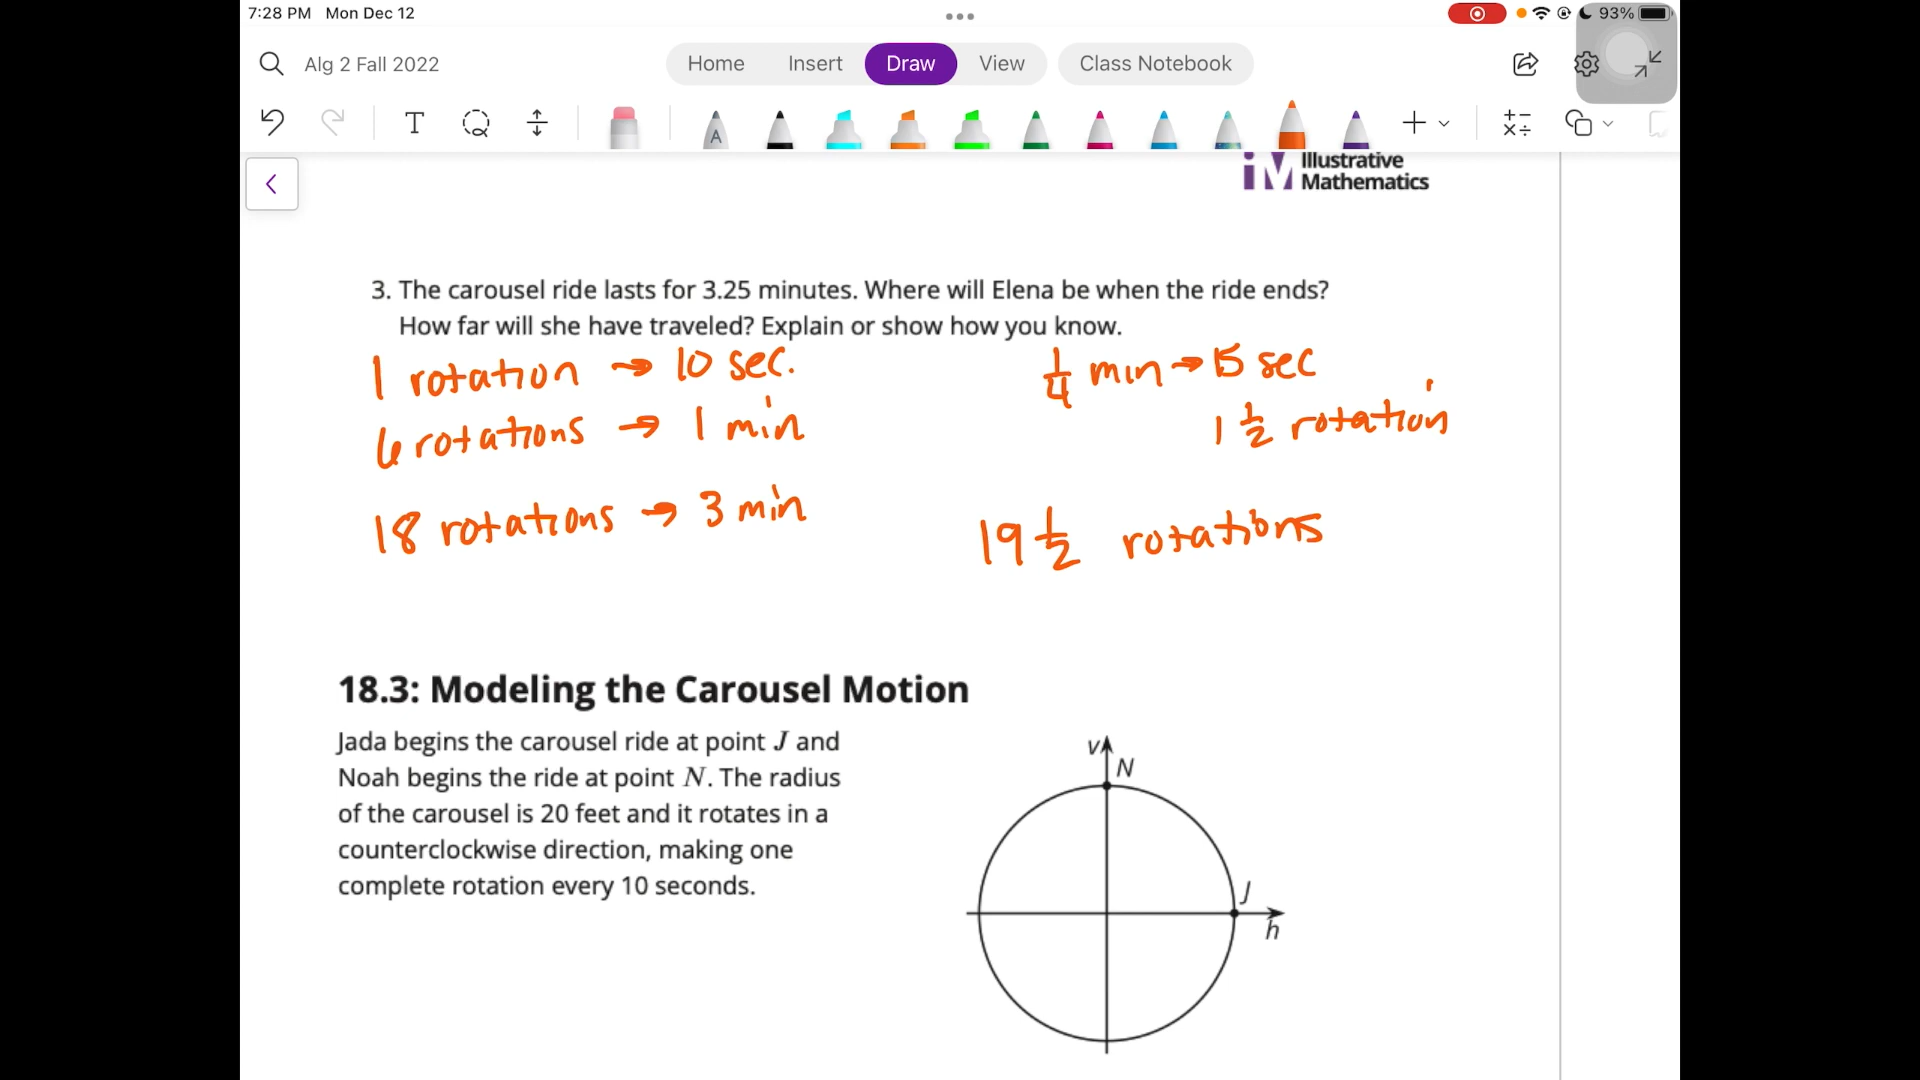 7:28 PM Mon Dec 12
93%
Alg 2 Fall 2022
Home Insert Draw View Class Notebook
T
A
Illustrative
Mathematics
3. The carousel ride lasts for 3.25 minutes. Where will Elena be when the ride ends?
How far will she have traveled? Explain or show how you know.
1 rotation → 10 sec.
1/4 min → 15 sec
6 rotations → 1 min
1 1/2 rotation
18 rotations → 3 min
19 1/2 rotations
18.3: Modeling the Carousel Motion
Jada begins the carousel ride at point J and
Noah begins the ride at point N. The radius
of the carousel is 20 feet and it rotates in a
counterclockwise direction, making one
complete rotation every 10 seconds.
v
N
J
h